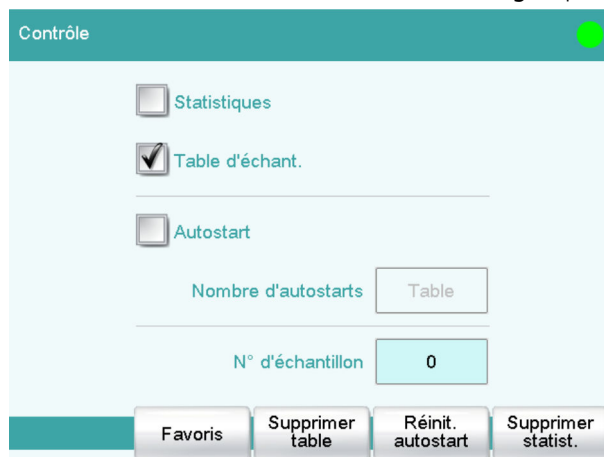 Contrôle
Statistiques
Table d'échant.
Autostart
Nombre d'autostarts Table
N° d'échantillon 0
Favoris
Supprimer
table
Réinit.
autostart
Supprimer
statist.